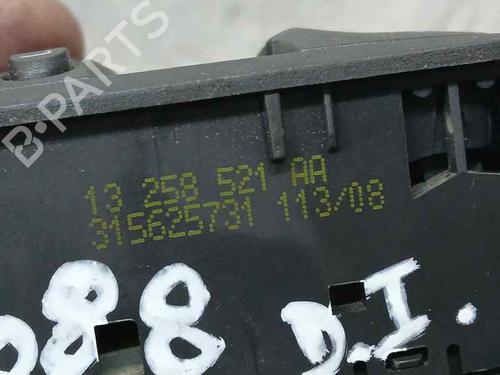 B-PARTS
13 258 521 AA
315625731 113/08
088 D.I.